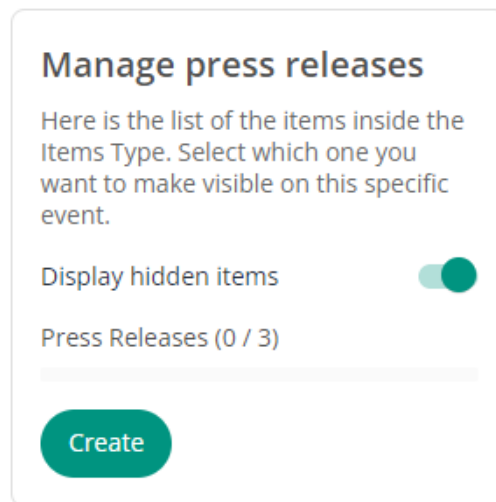 Manage press releases
Here is the list of the items inside the
Items Type. Select which one you
want to make visible on this specific
event.
Display hidden items
Press Releases (0 / 3)
Create